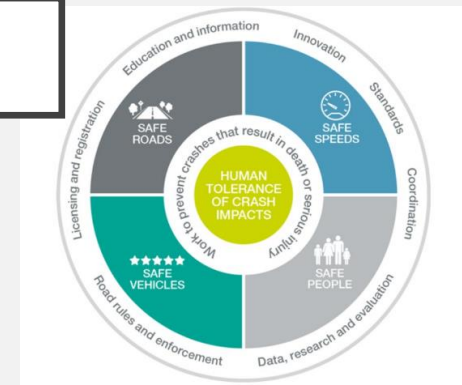 Education and information
Innovation
Standards
Coordination
Data, research and evaluation
Road rules and enforcement
Licensing and registration
SAFE
ROADS
SAFE
SPEEDS
Work to prevent crashes that result in death or serious injury
HUMAN
TOLERANCE
OF CRASH
IMPACTS
SAFE
VEHICLES
SAFE
PEOPLE